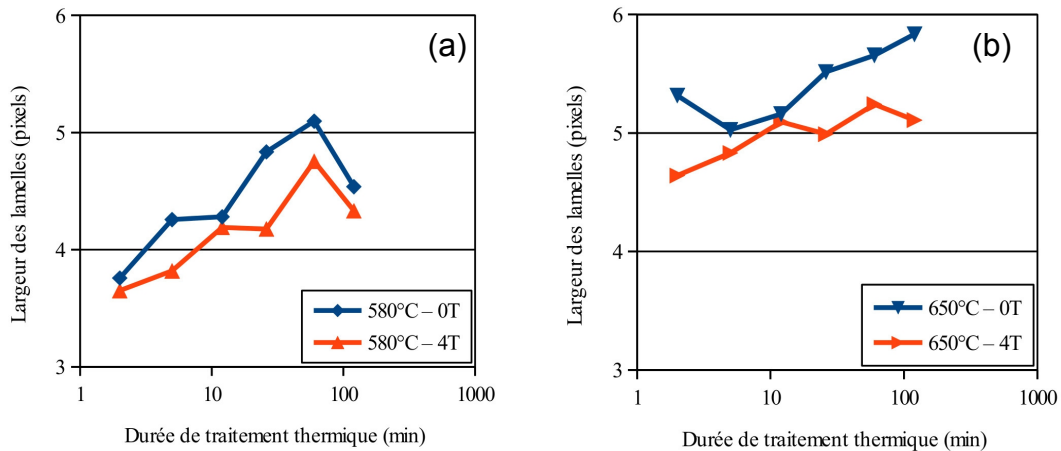 (a)
Largeur des lamelles (pixels)
6
5
4
3
580°C – 0T
580°C – 4T
1
10
100
1000
Durée de traitement thermique (min)
(b)
Largeur des lamelles (pixels)
6
5
4
3
650°C – 0T
650°C – 4T
1
10
100
1000
Durée de traitement thermique (min)